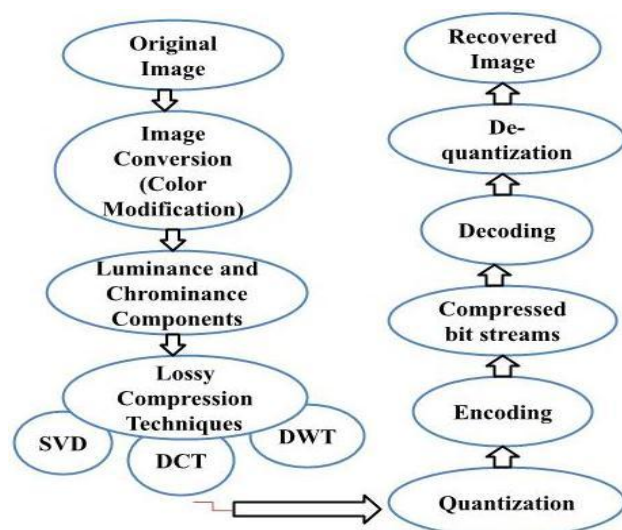 Original
Image
Image
Conversion
(Color
Modification)
Luminance and
Chrominance
Components
Lossy
Compression
Techniques
SVD
DCT
DWT
Quantization
Encoding
Compressed
bit streams
Decoding
De-
quantization
Recovered
Image